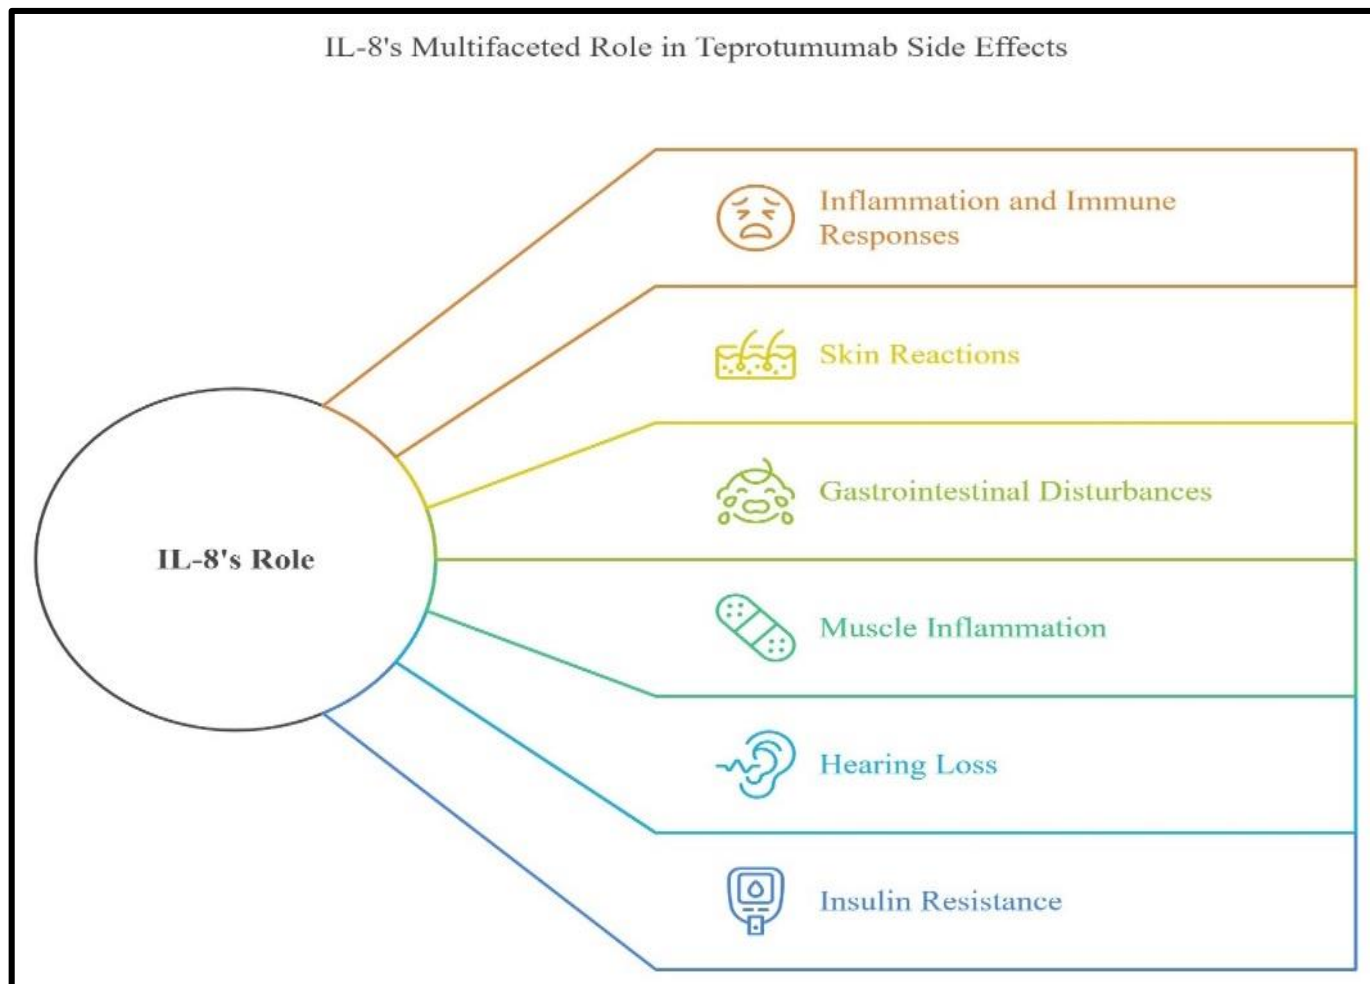 IL-8's Multifaceted Role in Teprotumumab Side Effects
Inflammation and Immune
Responses
Skin Reactions
Gastrointestinal Disturbances
IL-8's Role
Muscle Inflammation
Hearing Loss
Insulin Resistance